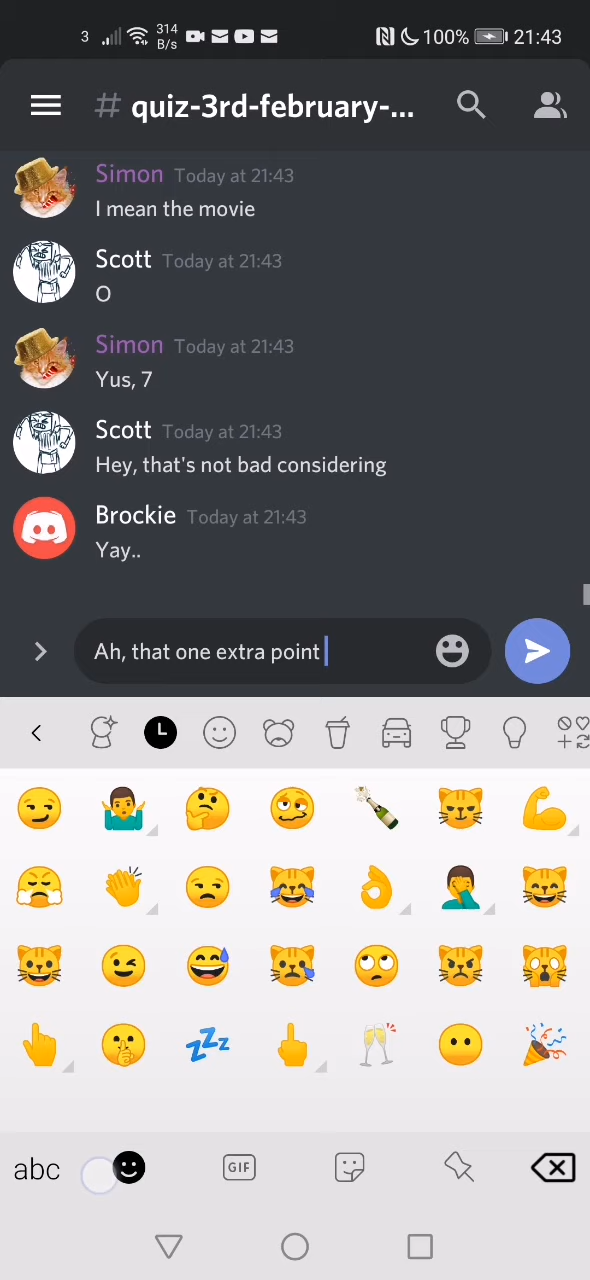 3 314 B/s 100% 21:43
# quiz-3rd-february-...
Simon Today at 21:43
I mean the movie
Scott Today at 21:43
O
Simon Today at 21:43
Yus, 7
Scott Today at 21:43
Hey, that's not bad considering
Brockie Today at 21:43
Yay..
Ah, that one extra point
abc GIF